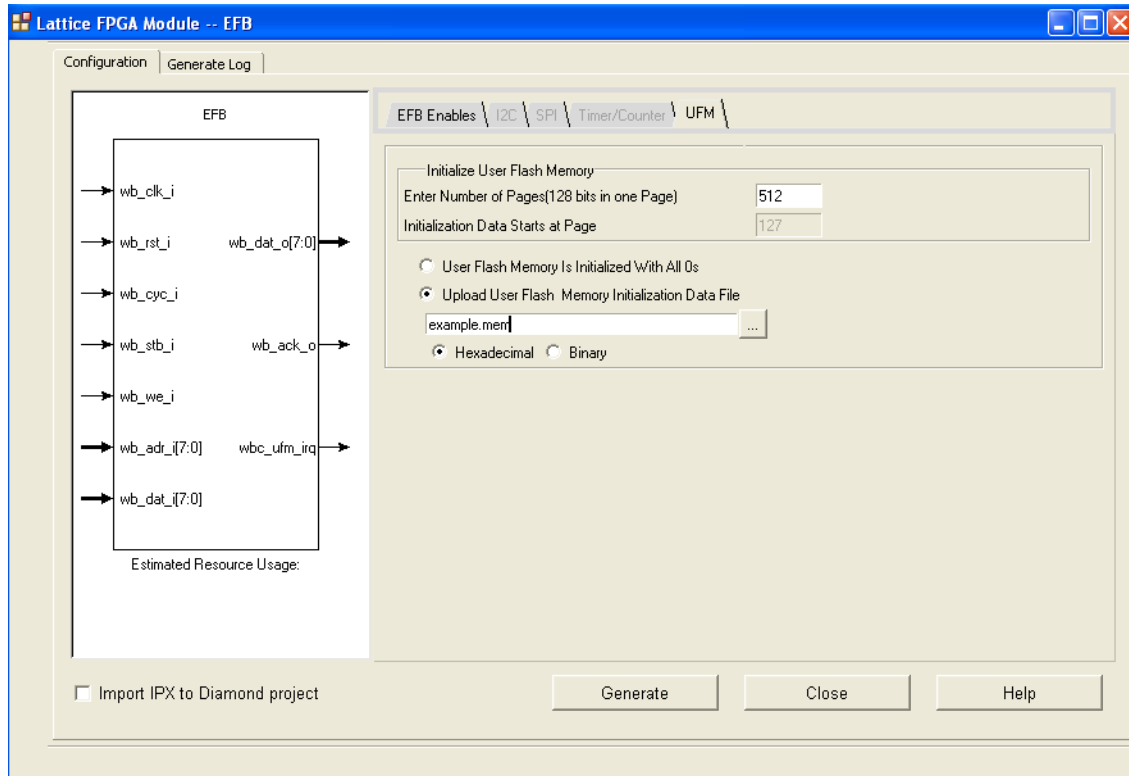 Lattice FPGA Module -- EFB
Configuration Generate Log
EFB
wb_clk_i
wb_rst_i wb_dat_o[7:0]
wb_cyc_i
wb_stb_i wb_ack_o
wb_we_i
wb_adr_i[7:0] wbc_ufm_irq
wb_dat_i[7:0]
Estimated Resource Usage:
EFB Enables I2C SPI Timer/Counter UFM
Initialize User Flash Memory
Enter Number of Pages(128 bits in one Page) 512
Initialization Data Starts at Page 127
User Flash Memory Is Initialized With All 0s
Upload User Flash Memory Initialization Data File
example.mem ...
Hexadecimal Binary
Import IPX to Diamond project Generate Close Help